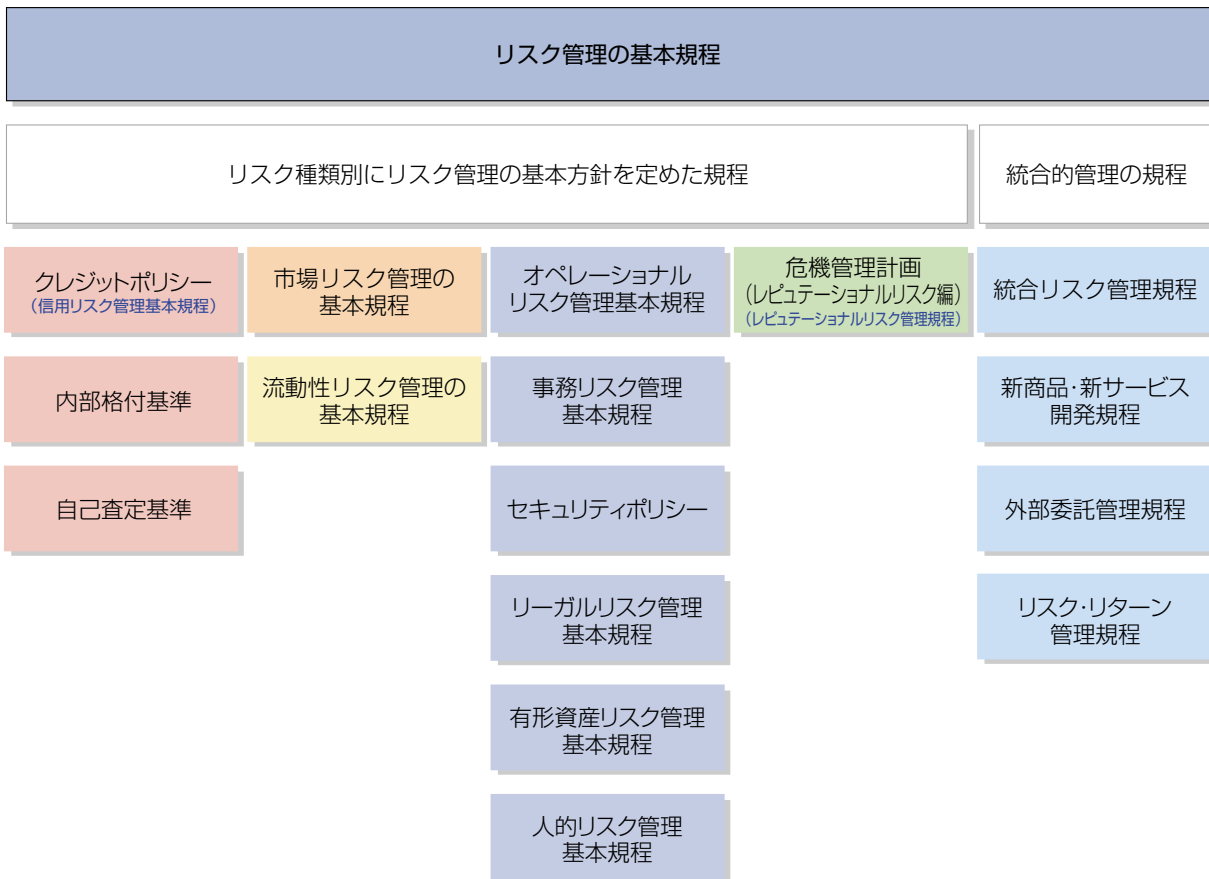 リスク管理の基本規程
リスク種類別にリスク管理の基本方針を定めた規程
統合的管理の規程
クレジットポリシー
(信用リスク管理基本規程)
市場リスク管理の
基本規程
オペレーショナル
リスク管理基本規程
危機管理計画
(レピュテーショナルリスク編)
(レピュテーショナルリスク管理規程)
統合リスク管理規程
内部格付基準
流動性リスク管理の
基本規程
事務リスク管理
基本規程
新商品・新サービス
開発規程
自己査定基準
セキュリティポリシー
外部委託管理規程
リーガルリスク管理
基本規程
リスク・リターン
管理規程
有形資産リスク管理
基本規程
人的リスク管理
基本規程